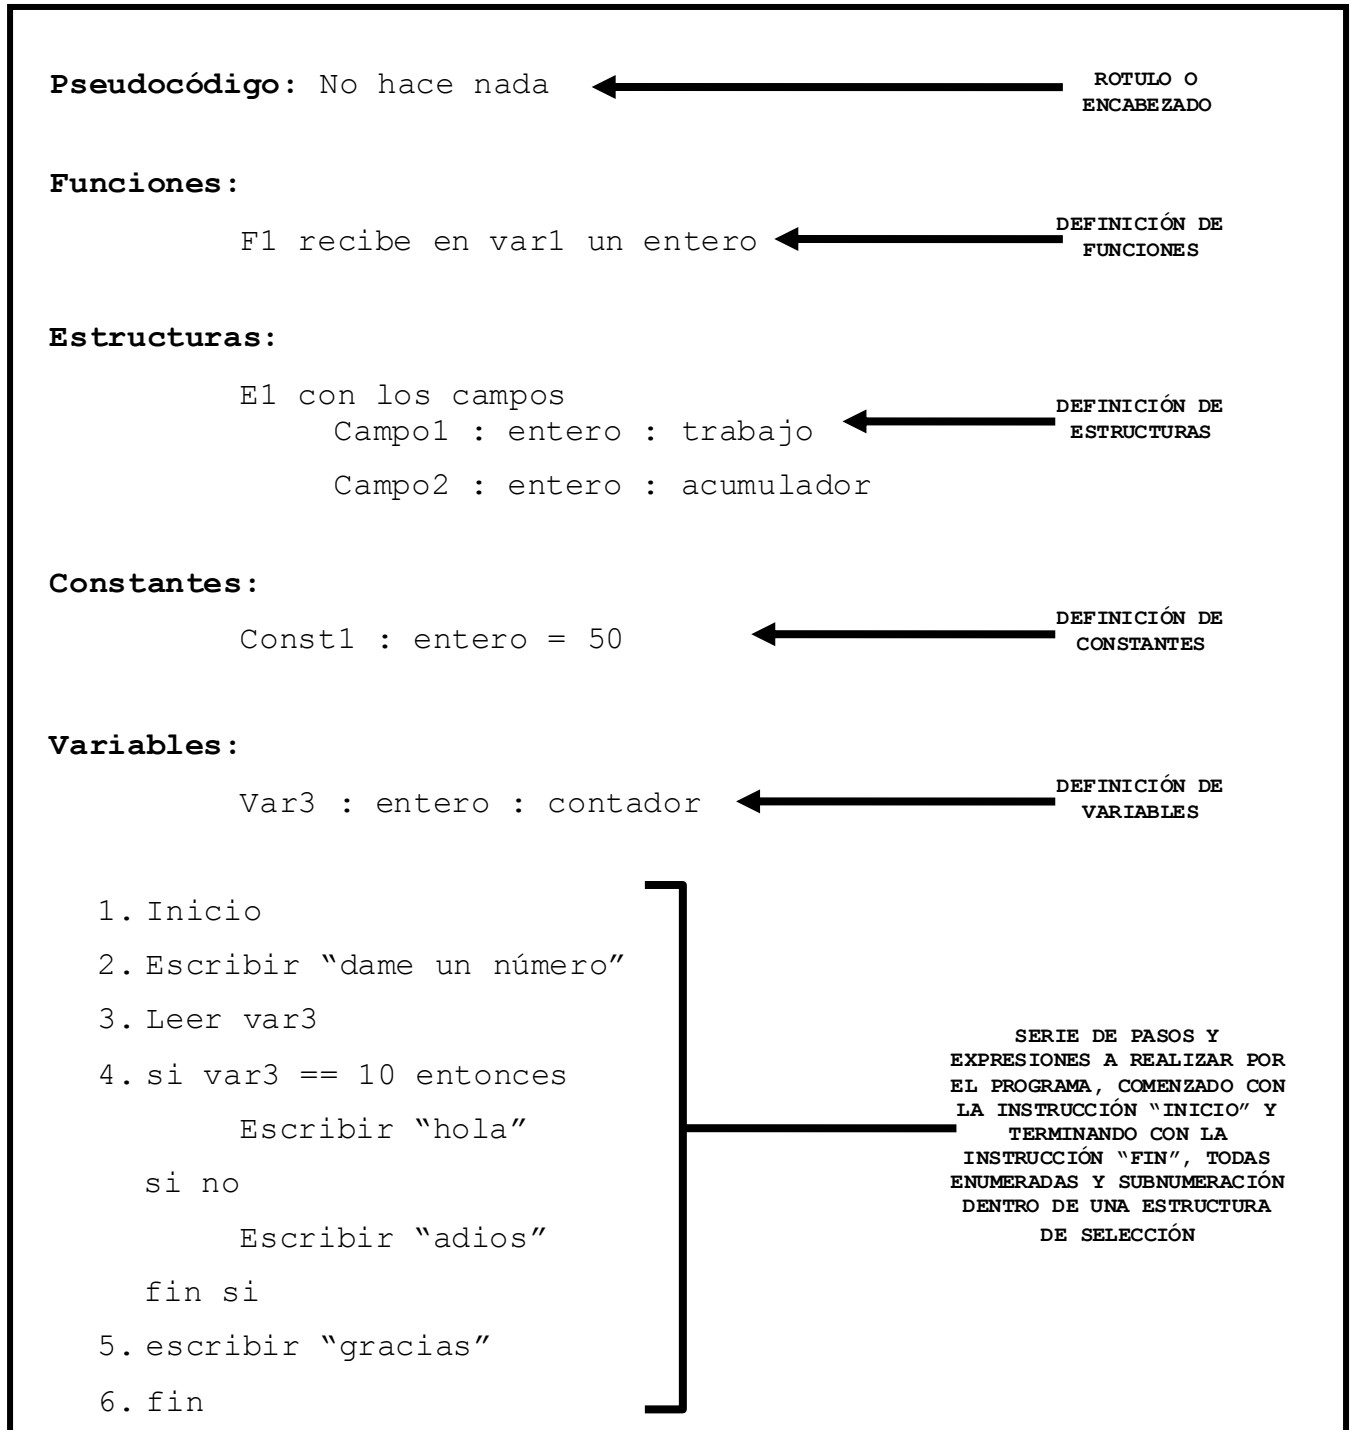 Pseudocódigo: No hace nada
ROTULO O
ENCABEZADO
Funciones:
F1 recibe en var1 un entero
DEFINICIÓN DE
FUNCIONES
Estructuras:
E1 con los campos
Campo1 : entero : trabajo
DEFINICIÓN DE
ESTRUCTURAS
Campo2 : entero : acumulador
Constantes:
Const1 : entero = 50
DEFINICIÓN DE
CONSTANTES
Variables:
Var3 : entero : contador
DEFINICIÓN DE
VARIABLES
1. Inicio
2. Escribir “dame un número”
3. Leer var3
4. si var3 == 10 entonces
Escribir “hola”
si no
Escribir “adios”
fin si
5. escribir “gracias”
6. fin
SERIE DE PASOS Y
EXPRESIONES A REALIZAR POR
EL PROGRAMA, COMENZADO CON
LA INSTRUCCIÓN “INICIO” Y
TERMINANDO CON LA
INSTRUCCIÓN “FIN”, TODAS
ENUMERADAS Y SUBNUMERACIÓN
DENTRO DE UNA ESTRUCTURA
DE SELECCIÓN